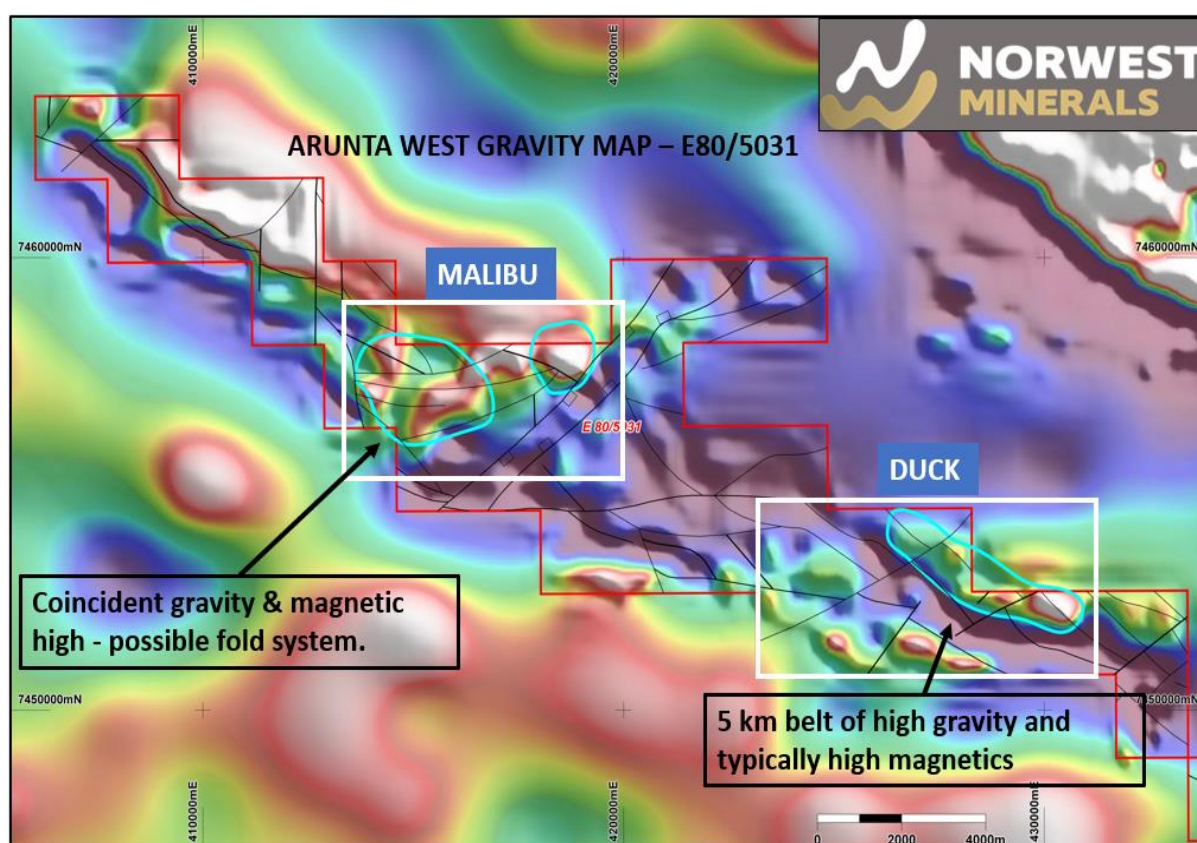 410000mE
420000mE
NORWEST
MINERALS
ARUNTA WEST GRAVITY MAP – E80/5031
7460000mN
7460000mN
MALIBU
E 80/5031
DUCK
Coincident gravity & magnetic
high - possible fold system.
7450000mN
7450000mN
5 km belt of high gravity and
typically high magnetics
410000mE
420000mE
430000mE
0 2000 4000m